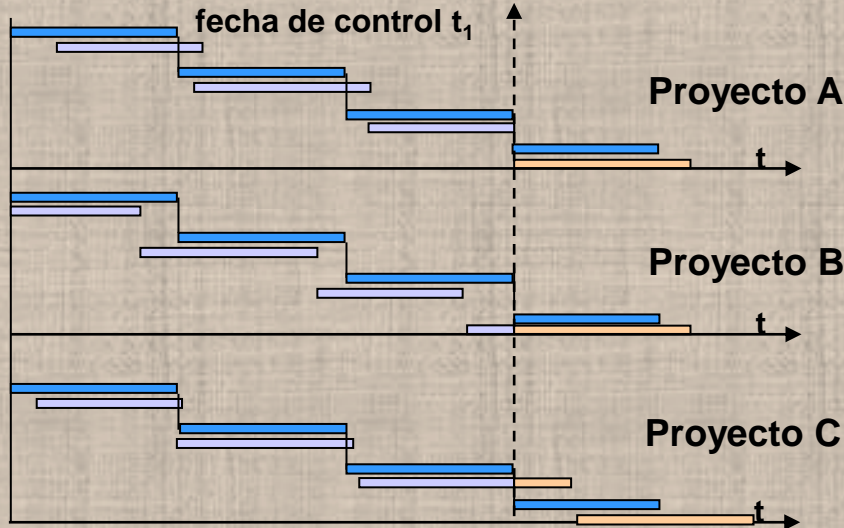 fecha de control t₁
Proyecto A
t
Proyecto B
t
Proyecto C
t